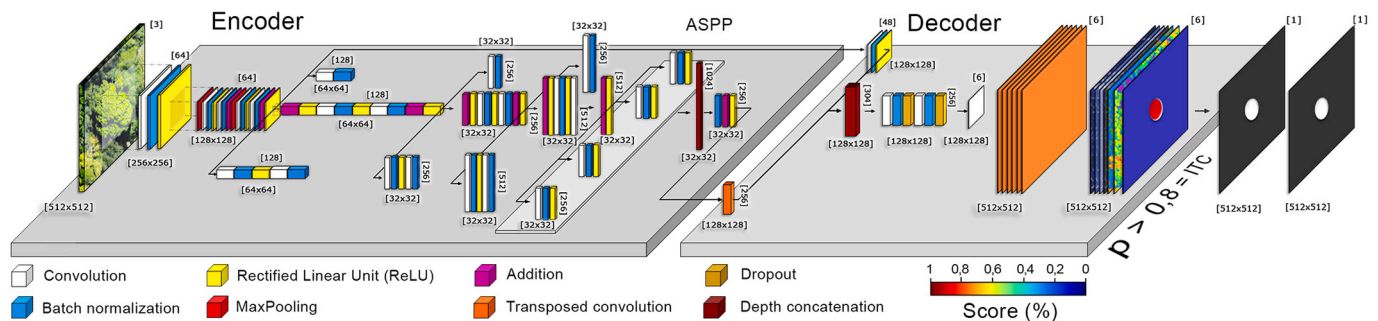 Encoder
ASPP
Decoder
[3]
[64]
[64]
[128]
[64x64]
[32x32]
[256]
[32x32]
[256]
[512]
[1024]
[256]
[48]
[128x128]
[6]
[6]
[6]
[1]
[1]
[128]
[64x64]
[256x256]
[128x128]
[128]
[64x64]
[32x32]
[256]
[32x32]
[512]
[32x32]
[32x32]
[32x32]
[304]
[128x128]
[128x128]
[256]
[128x128]
[256]
[32x32]
[512]
[32x32]
[256]
[32x32]
[256]
[128x128]
[512x512]
[512x512]
[512x512]
[512x512]
[512x512]
p > 0,8 = ITC
Convolution
Rectified Linear Unit (ReLU)
Addition
Dropout
Batch normalization
MaxPooling
Transposed convolution
Depth concatenation
1 0,8 0,6 0,4 0,2 0
Score (%)